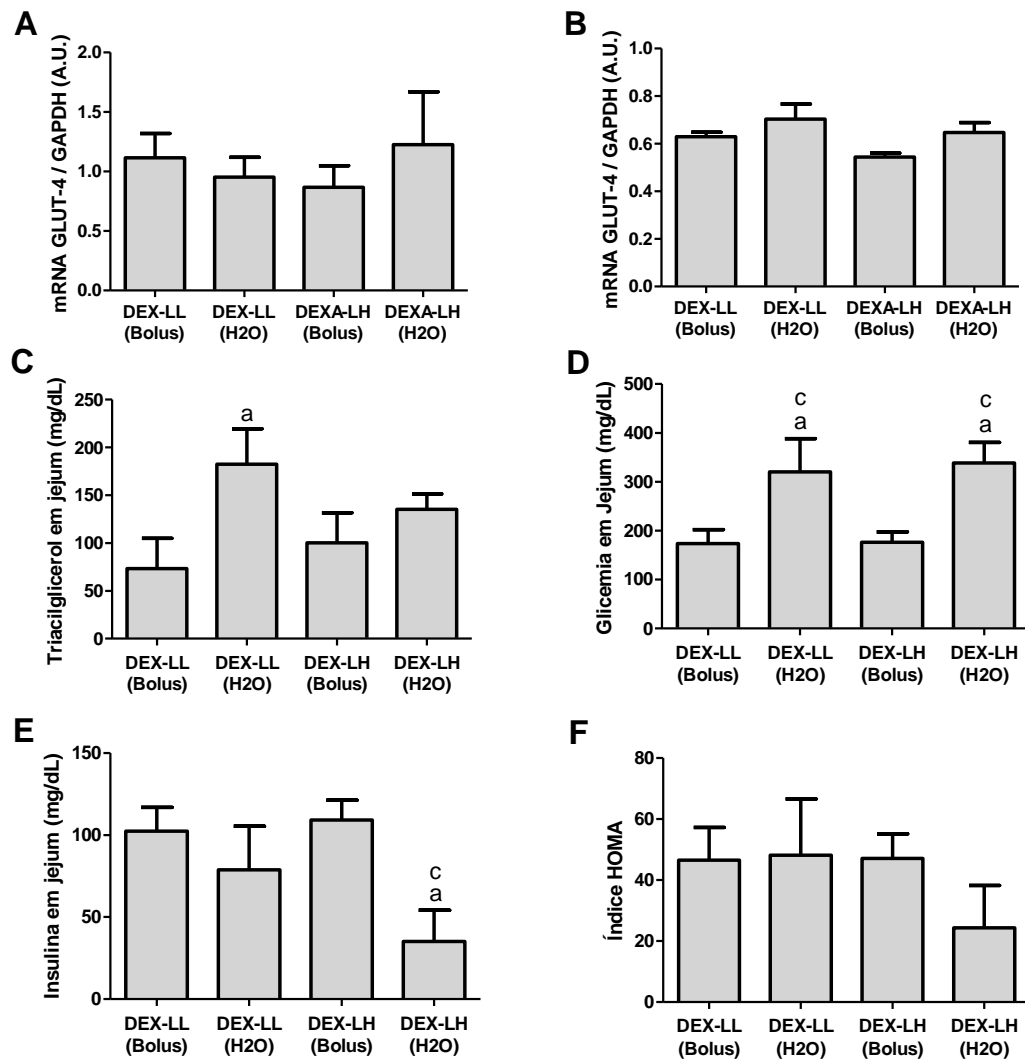 A
mRNA GLUT-4 / GAPDH (A.U.)
2.0
1.5
1.0
0.5
0.0
DEX-LL (Bolus)
DEX-LL (H2O)
DEXA-LH (Bolus)
DEXA-LH (H2O)
B
mRNA GLUT-4 / GAPDH (A.U.)
1.0
0.8
0.6
0.4
0.2
0.0
DEX-LL (Bolus)
DEX-LL (H2O)
DEXA-LH (Bolus)
DEXA-LH (H2O)
C
Triacilglicerol em jejum (mg/dL)
250
200
150
100
50
0
a
DEX-LL (Bolus)
DEX-LL (H2O)
DEX-LH (Bolus)
DEX-LH (H2O)
D
Glicemia em Jejum (mg/dL)
500
400
300
200
100
0
c
a
c
a
DEX-LL (Bolus)
DEX-LL (H2O)
DEX-LH (Bolus)
DEX-LH (H2O)
E
Insulina em jejum (mg/dL)
150
100
50
0
c
a
DEX-LL (Bolus)
DEX-LL (H2O)
DEX-LH (Bolus)
DEX-LH (H2O)
F
Índice HOMA
80
60
40
20
0
DEX-LL (Bolus)
DEX-LL (H2O)
DEX-LH (Bolus)
DEX-LH (H2O)